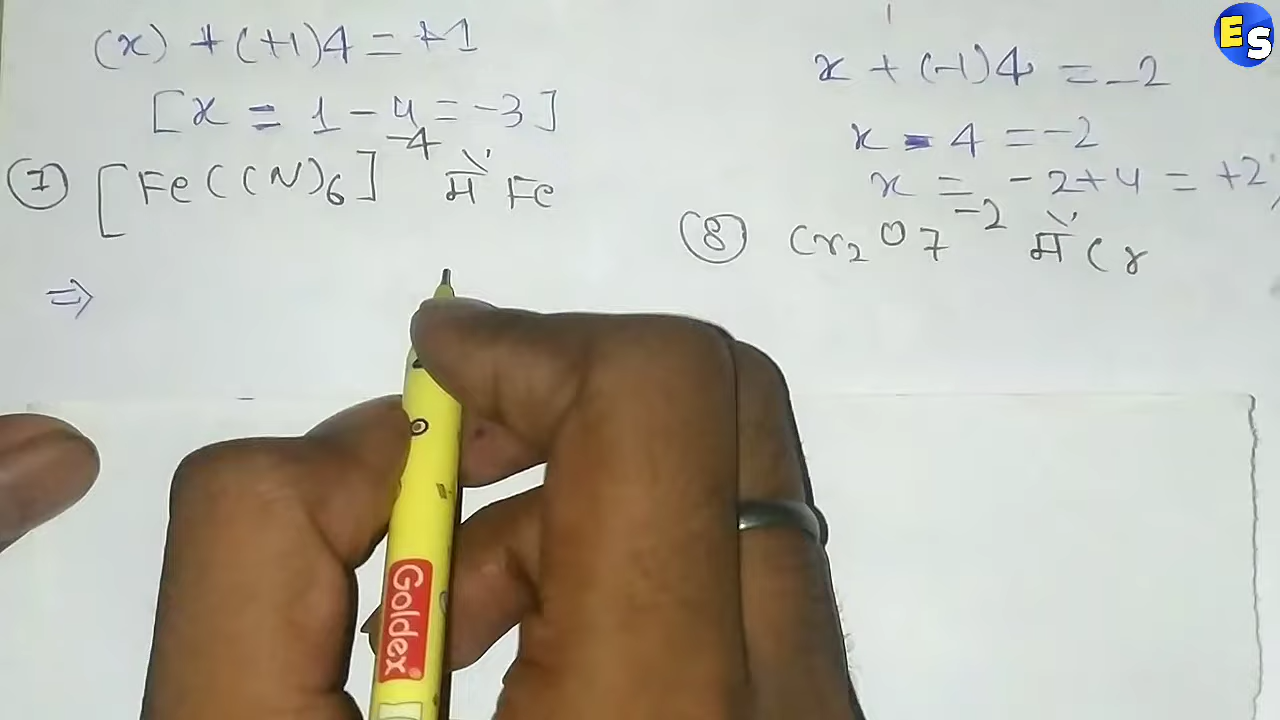 (x) + (+1)4 = +1
[x = 1 - 4 = -3]
(7) [Fe(CN)6]-4 में Fe
⇒
x + (-1)4 = -2
x - 4 = -2
x = -2+4 = +2,
(8) Cr2O7-2 में Cr
Goldex
ES